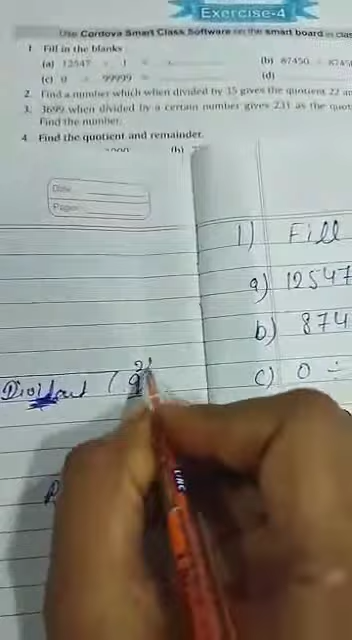 Exercise-4
Use Cordova Smart Class Software on the smart board in clas
1. Fill in the blanks.
(a) 12547 ÷ 1 =
(b) 87450 ÷ 8745
(c) 0 ÷ 99999 =
(d)
2. Find a number which when divided by 35 gives the quotient 22 an
3. 3699 when divided by a certain number gives 231 as the quot
Find the number.
4. Find the quotient and remainder.
(b)
Date
Page
1) Fill
a) 12547
b) 874
c) 0 ÷